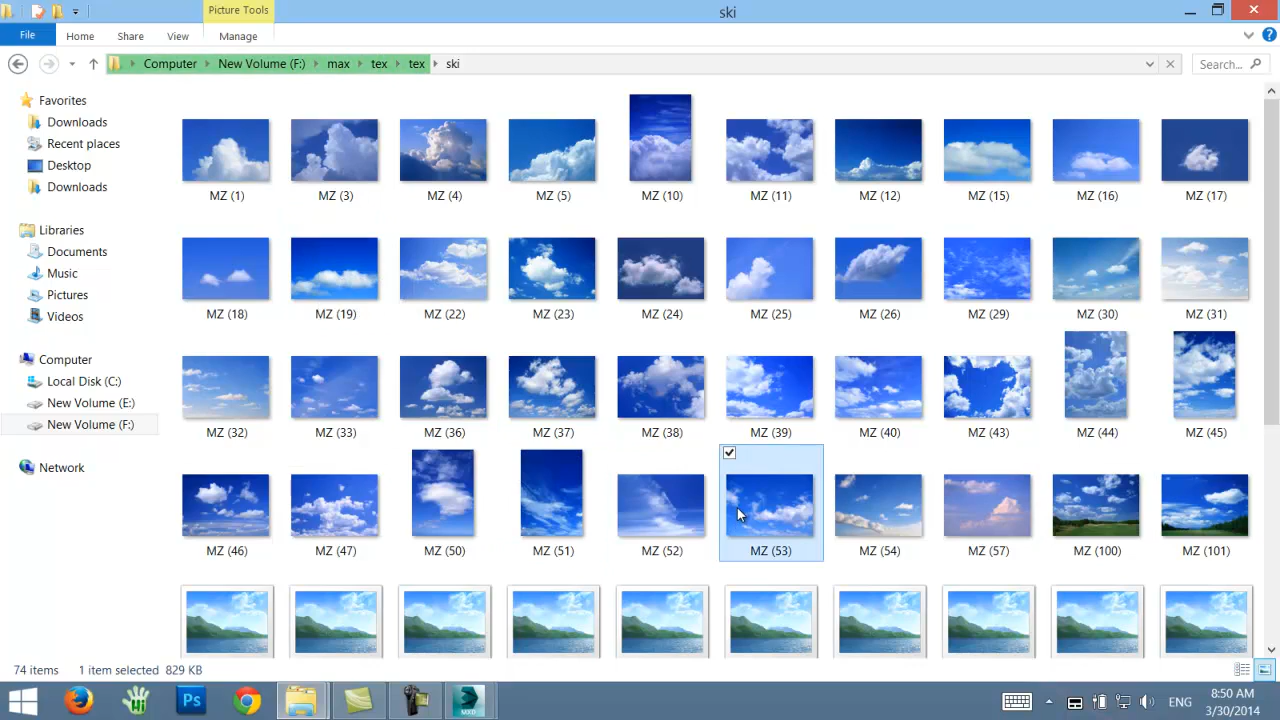 Picture Tools
ski
File
Home
Share
View
Manage
Computer
New Volume (F:)
max
tex
tex
ski
Search...
Favorites
Downloads
Recent places
Desktop
Downloads
Libraries
Documents
Music
Pictures
Videos
Computer
Local Disk (C:)
New Volume (E:)
New Volume (F:)
Network
MZ (1)
MZ (3)
MZ (4)
MZ (5)
MZ (10)
MZ (11)
MZ (12)
MZ (15)
MZ (16)
MZ (17)
MZ (18)
MZ (19)
MZ (22)
MZ (23)
MZ (24)
MZ (25)
MZ (26)
MZ (29)
MZ (30)
MZ (31)
MZ (32)
MZ (33)
MZ (36)
MZ (37)
MZ (38)
MZ (39)
MZ (40)
MZ (43)
MZ (44)
MZ (45)
MZ (46)
MZ (47)
MZ (50)
MZ (51)
MZ (52)
MZ (53)
MZ (54)
MZ (57)
MZ (100)
MZ (101)
74 items
1 item selected 829 KB
Ps
MXD
ENG
8:50 AM
3/30/2014